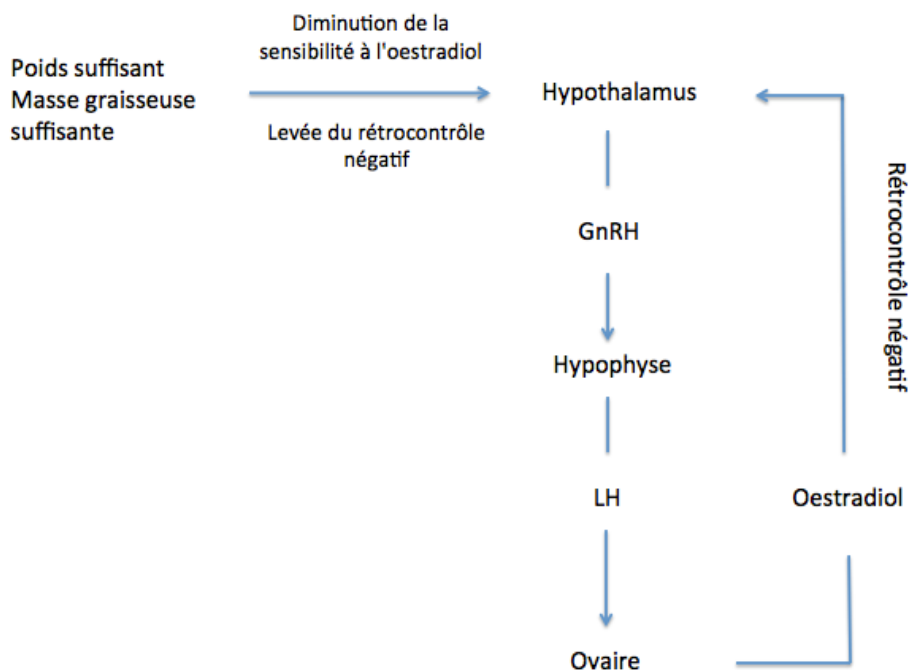 Diminution de la
sensibilité à l'oestradiol
Poids suffisant
Masse graisseuse
suffisante
Hypothalamus
Levée du rétrocontrôle
négatif
Rétrocontrôle négatif
GnRH
Hypophyse
LH
Oestradiol
Ovaire